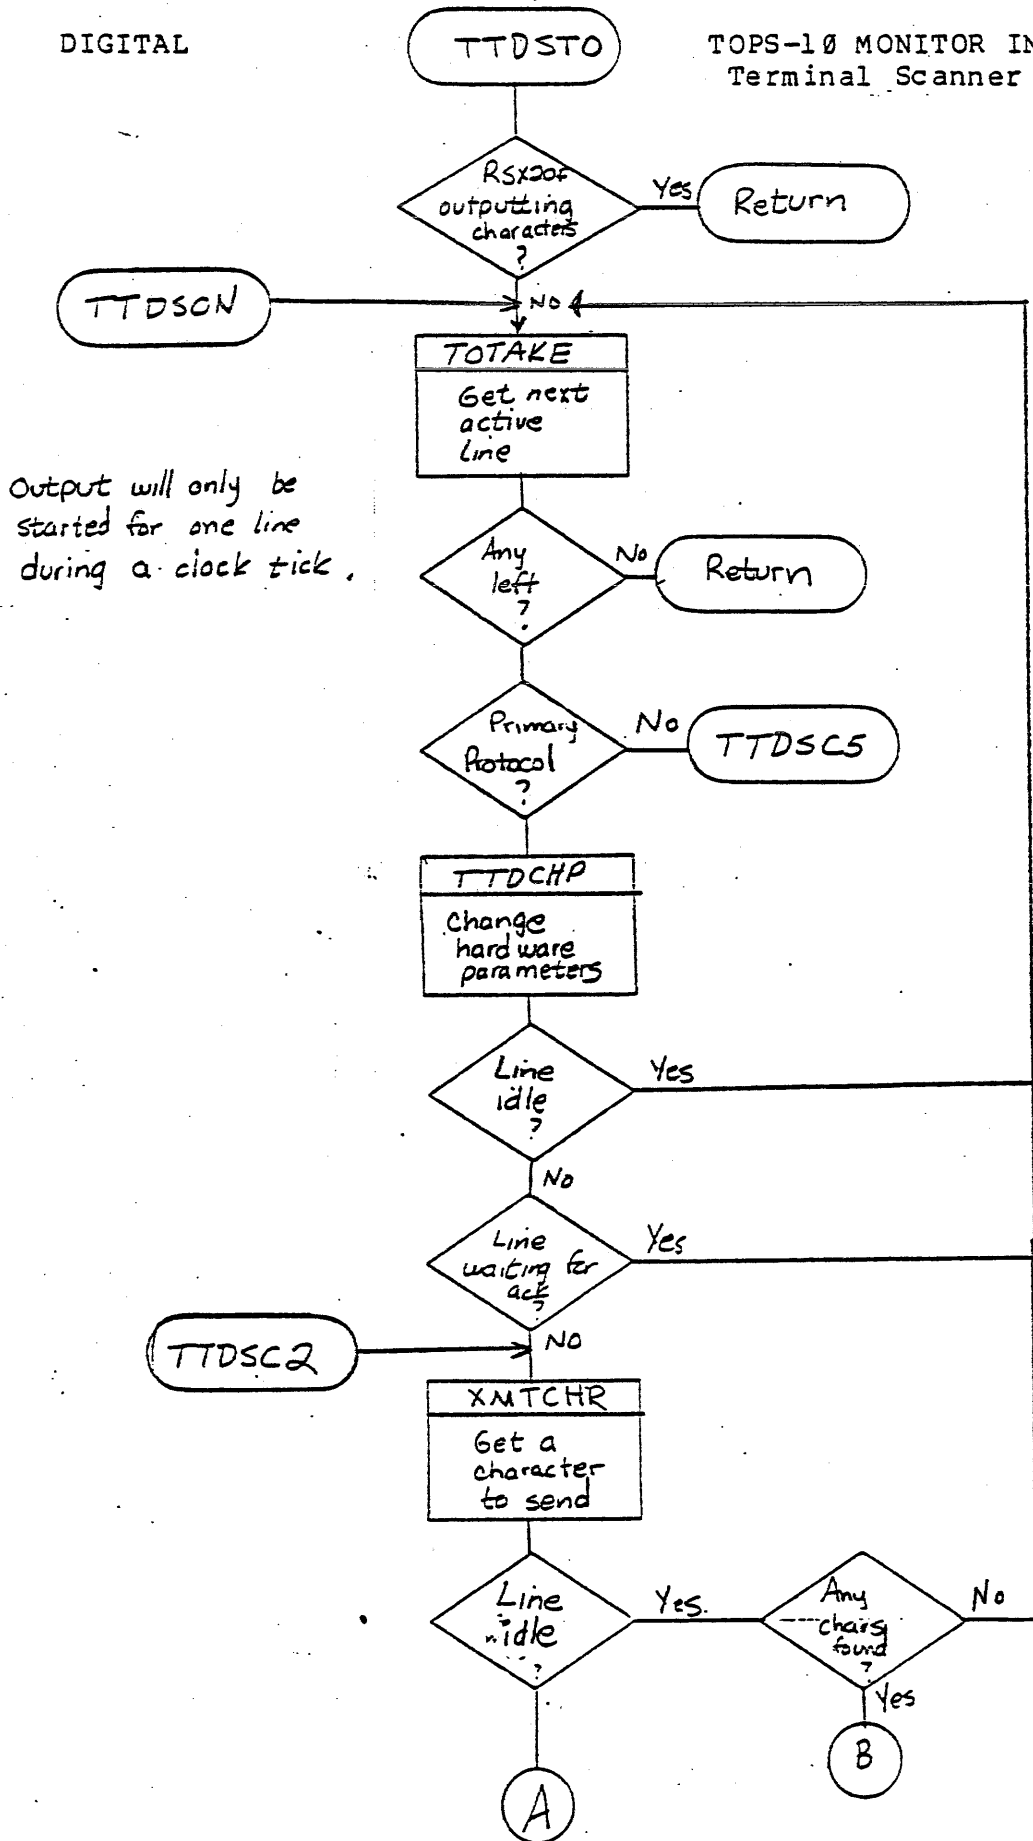 DIGITAL
TTDSTO
TOPS-10 MONITOR IN
Terminal Scanner
RSX20F
outputting
characters
?
Yes
Return
TTDSCN
NO
TOTAKE
Get next
active
line
Output will only be
started for one line
during a clock tick.
Any
left
?
No
Return
Primary
Protocol
?
No
TTDSC5
TTDCHP
Change
hardware
parameters
Line
idle
?
Yes
No
Line
waiting for
ack
?
Yes
TTDSC2
NO
XMTCHR
Get a
character
to send
Line
idle
?
Yes
Any
chars
found
?
No
Yes
B
A